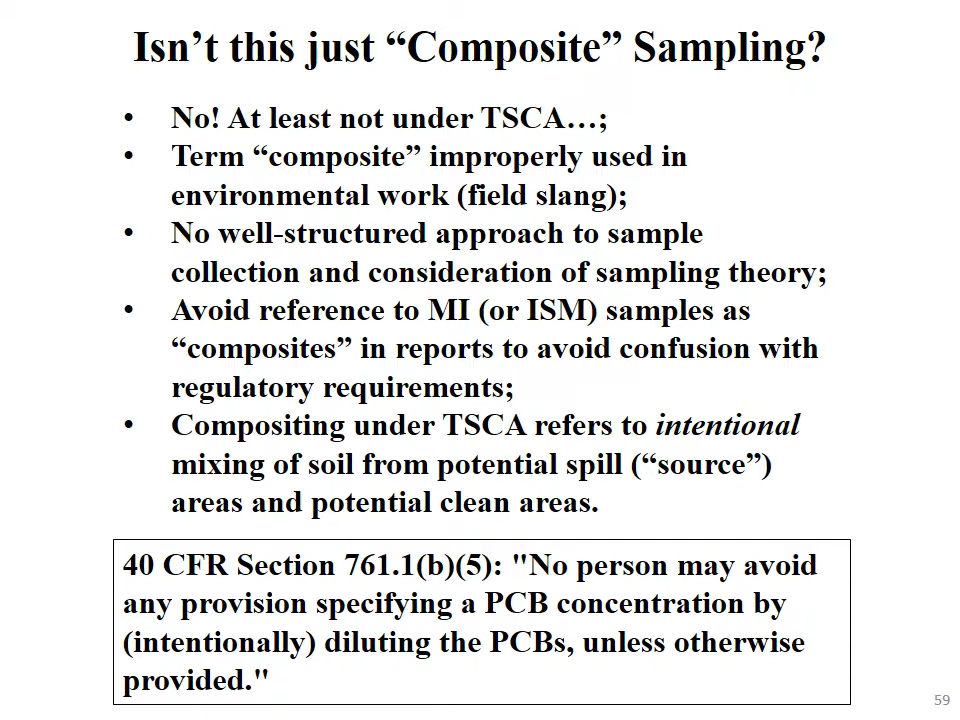 Isn’t this just “Composite” Sampling?
• No! At least not under TSCA…;
• Term “composite” improperly used in
environmental work (field slang);
• No well-structured approach to sample
collection and consideration of sampling theory;
• Avoid reference to MI (or ISM) samples as
“composites” in reports to avoid confusion with
regulatory requirements;
• Compositing under TSCA refers to intentional
mixing of soil from potential spill (“source”)
areas and potential clean areas.
40 CFR Section 761.1(b)(5): "No person may avoid
any provision specifying a PCB concentration by
(intentionally) diluting the PCBs, unless otherwise
provided."
59